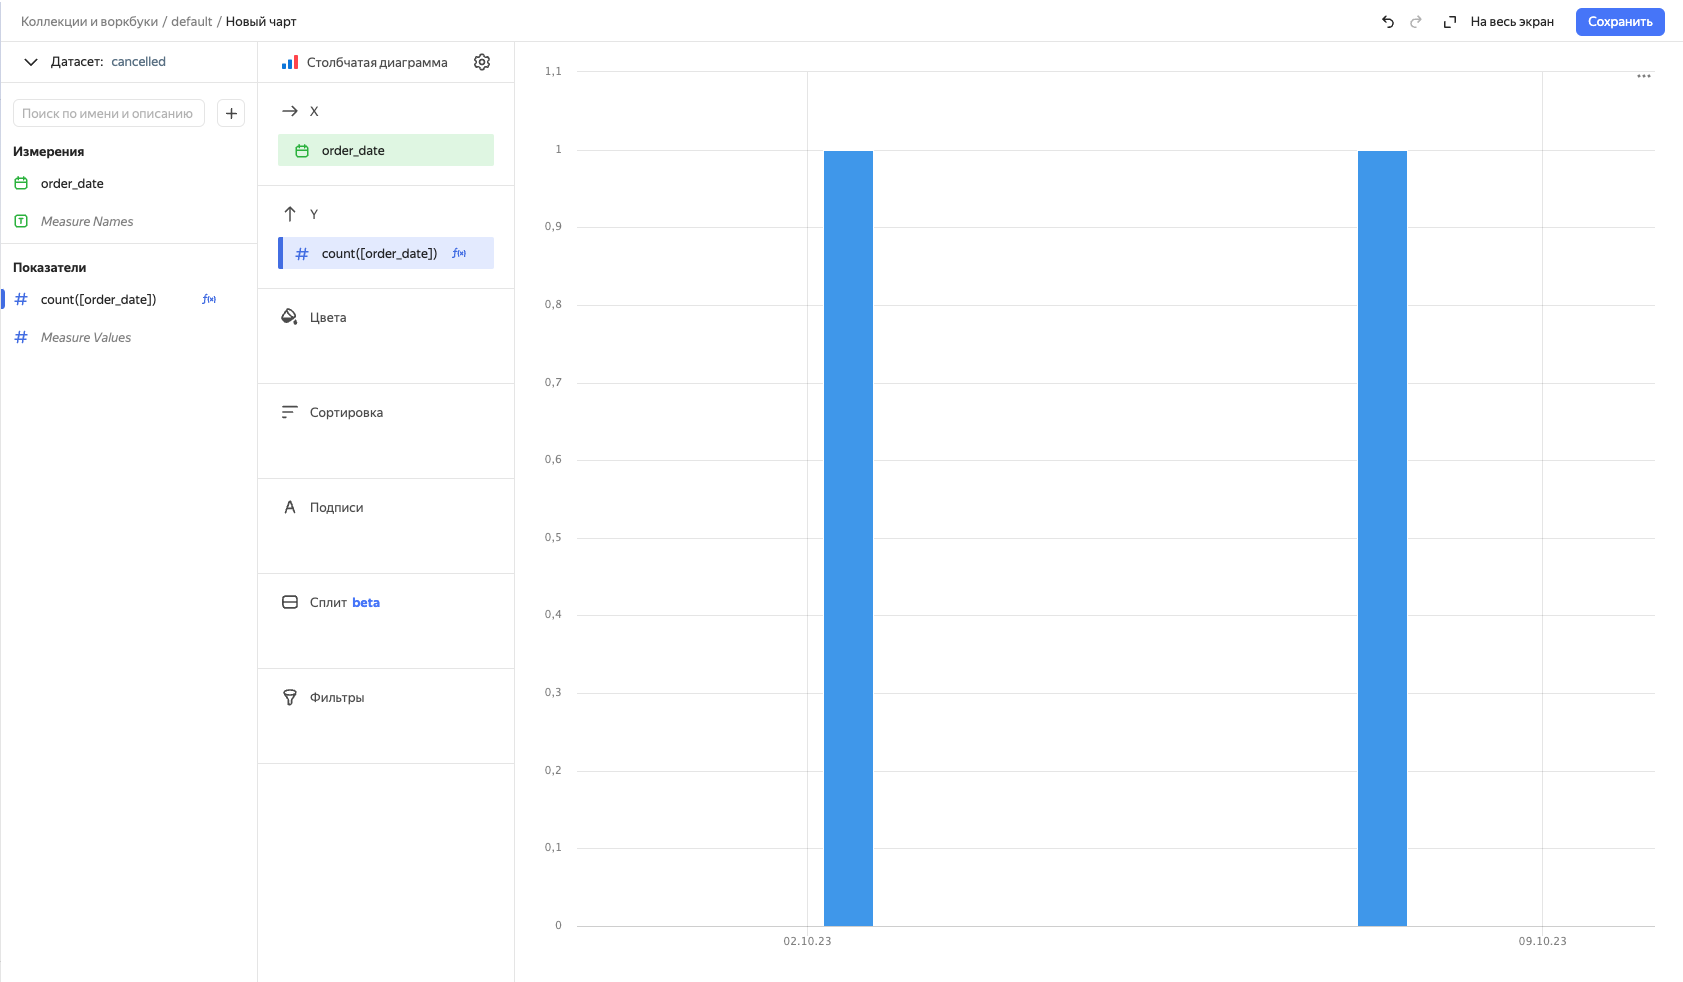 Коллекции и воркбуки / default / Новый чарт
На весь экран
Сохранить
Датасет: cancelled
Поиск по имени и описанию
Измерения
order_date
Measure Names
Показатели
count([order_date])
f(x)
Measure Values
Столбчатая диаграмма
X
order_date
Y
count([order_date])
f(x)
Цвета
Сортировка
Подписи
Сплит beta
Фильтры
1,1
1
0,9
0,8
0,7
0,6
0,5
0,4
0,3
0,2
0,1
0
02.10.23
09.10.23